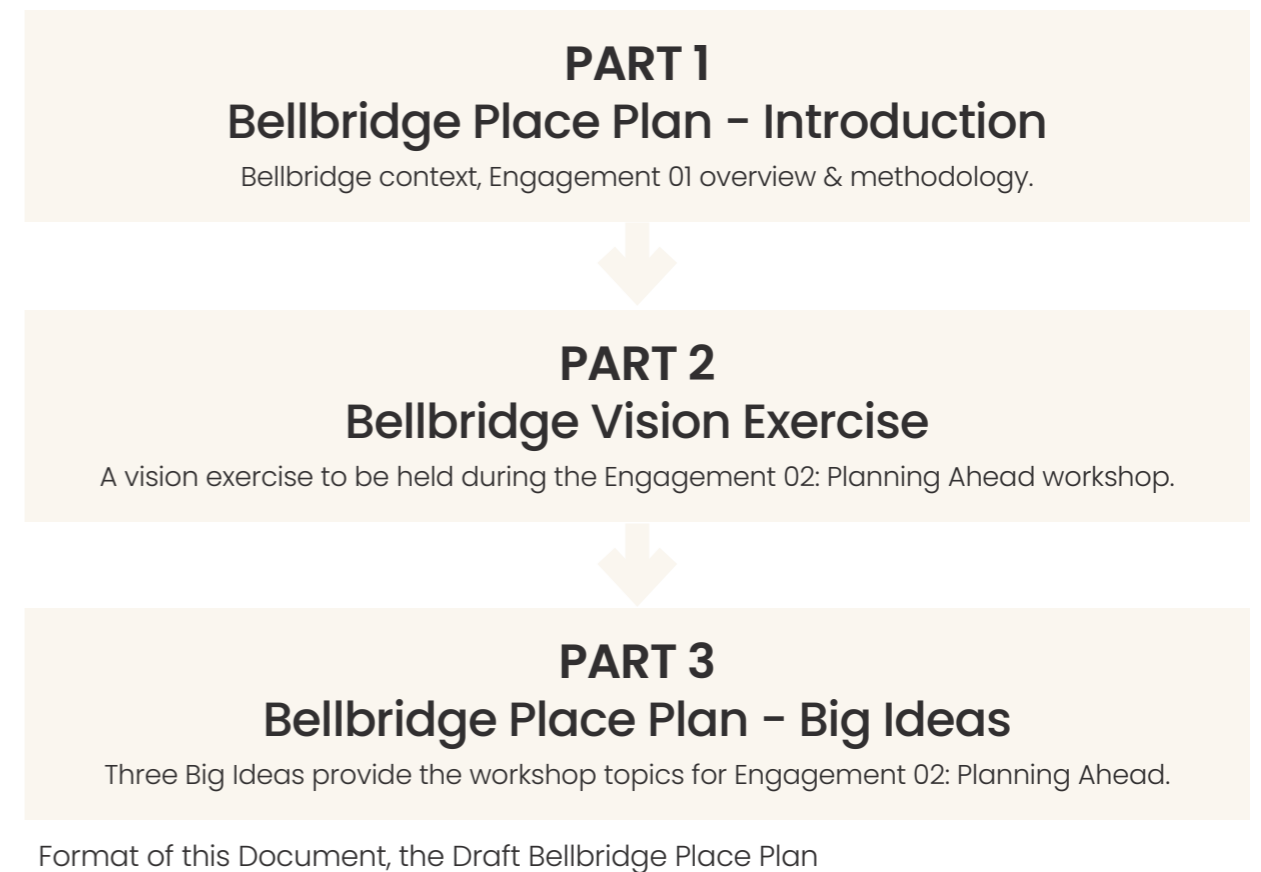 PART 1
Bellbridge Place Plan - Introduction
Bellbridge context, Engagement 01 overview & methodology.
PART 2
Bellbridge Vision Exercise
A vision exercise to be held during the Engagement 02: Planning Ahead workshop.
PART 3
Bellbridge Place Plan - Big Ideas
Three Big Ideas provide the workshop topics for Engagement 02: Planning Ahead.
Format of this Document, the Draft Bellbridge Place Plan